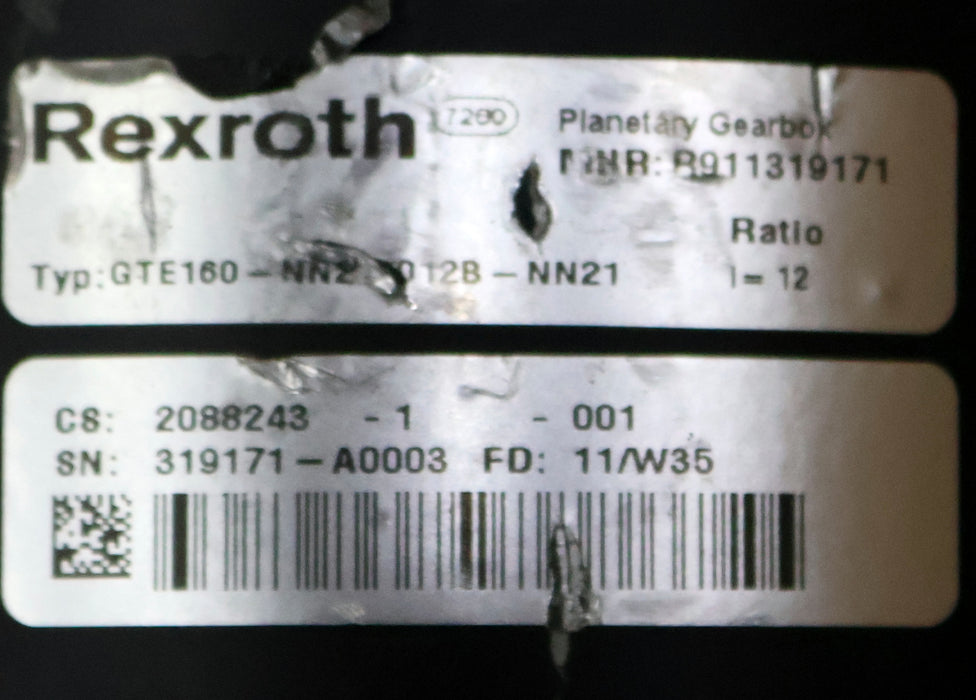 Rexroth 7260
Planetary Gearbox
MNR: R911319171
Ratio
Typ: GTE160 - NN2 012B - NN21 i= 12
CS: 2088243 - 1 - 001
SN: 319171 - A0003 FD: 11/W35